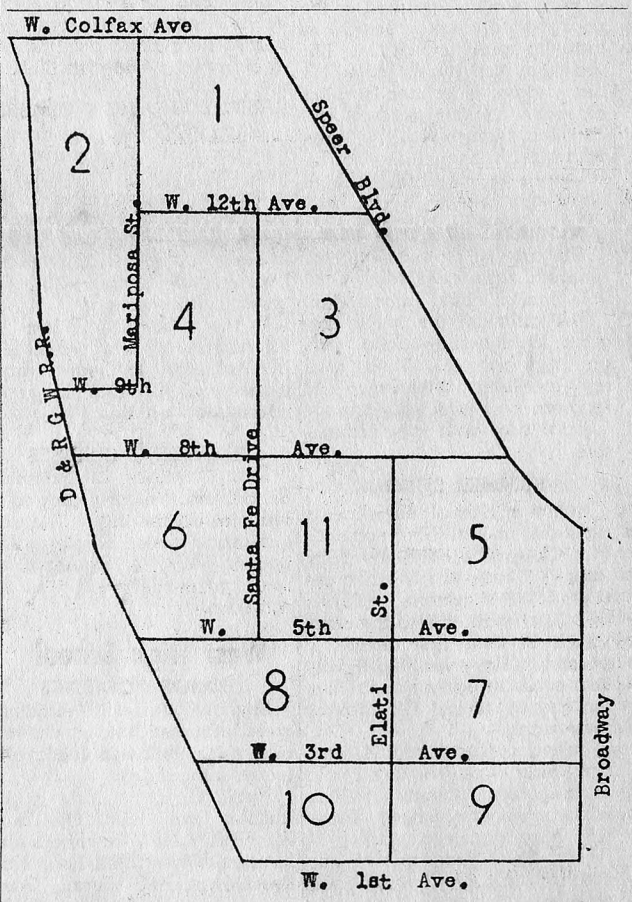 W. Colfax Ave
1
Speer Blvd.
2
W. 12th Ave.
Mariposa St.
4
3
W. 9th
D & R G W R.R.
W. 8th Ave.
Santa Fe Drive
6
11
5
W. 5th Ave.
Elati St.
8
7
Broadway
W. 3rd Ave.
10
9
W. 1st Ave.